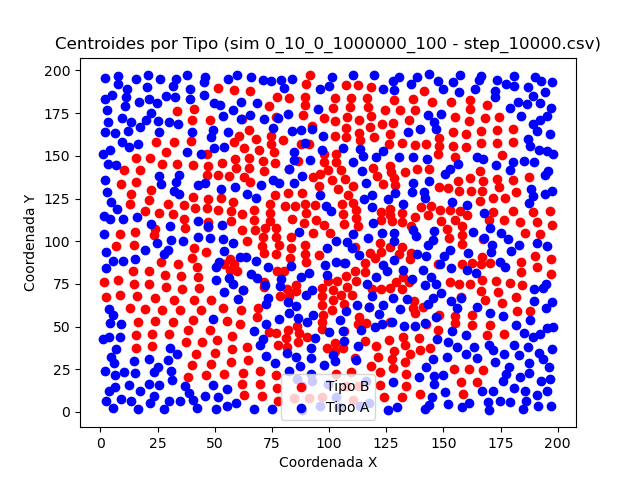 Centroides por Tipo (sim 0_10_0_1000000_100 - step_10000.csv)
200
175
150
125
100
75
50
25
0
Coordenada Y
Tipo B
Tipo A
0 25 50 75 100 125 150 175 200
Coordenada X